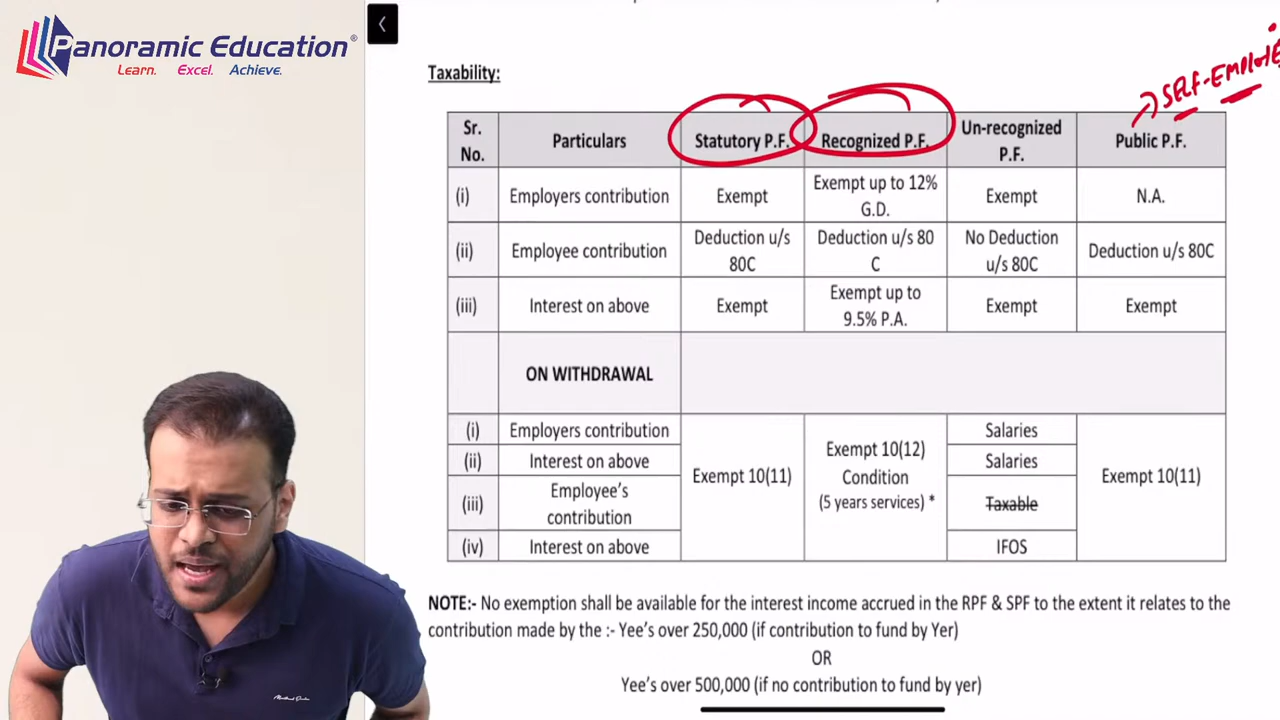 Panoramic Education®
Learn. Excel. Achieve.
Taxability:
SELF-EMPLOYE
Sr. No. Particulars Statutory P.F. Recognized P.F. Un-recognized P.F. Public P.F.
(i) Employers contribution Exempt Exempt up to 12% G.D. Exempt N.A.
(ii) Employee contribution Deduction u/s 80C Deduction u/s 80 C No Deduction u/s 80C Deduction u/s 80C
(iii) Interest on above Exempt Exempt up to 9.5% P.A. Exempt Exempt
ON WITHDRAWAL
(i) Employers contribution Exempt 10(11) Exempt 10(12) Condition (5 years services) * Salaries Exempt 10(11)
(ii) Interest on above Salaries
(iii) Employee's contribution Taxable
(iv) Interest on above IFOS
NOTE:- No exemption shall be available for the interest income accrued in the RPF & SPF to the extent it relates to the
contribution made by the :- Yee's over 250,000 (if contribution to fund by Yer)
OR
Yee's over 500,000 (if no contribution to fund by yer)